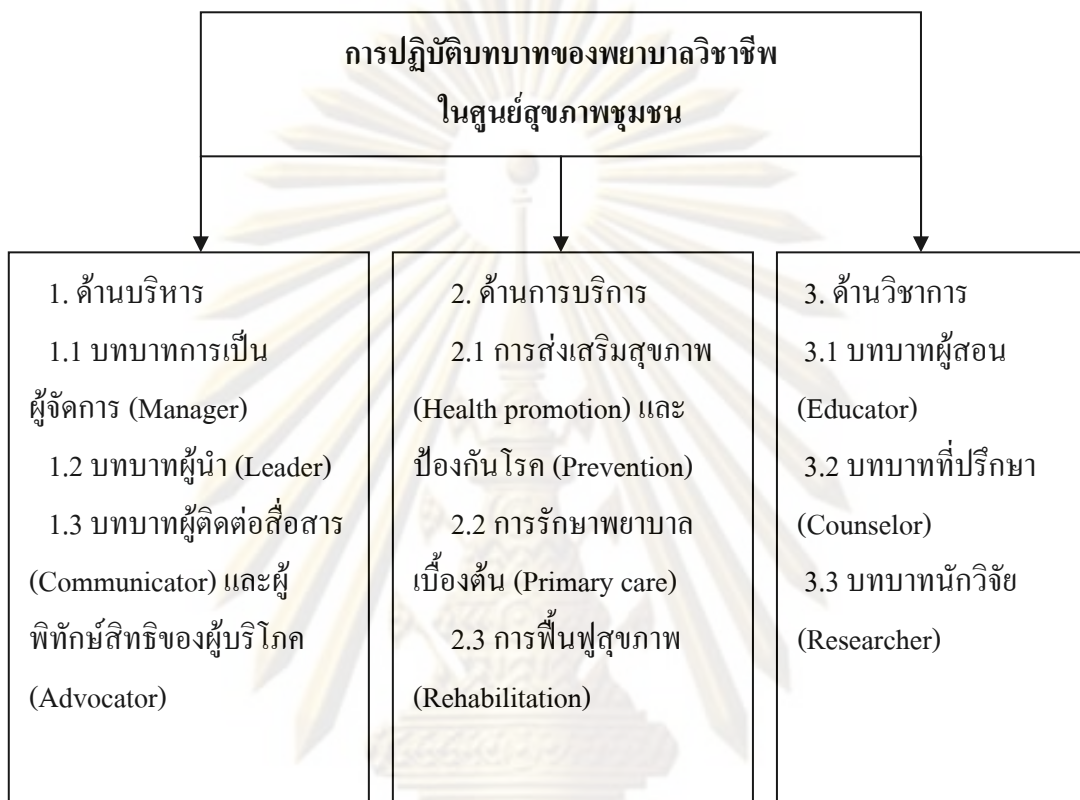 การปฏิบัติบทบาทของพยาบาลวิชาชีพ
ในศูนย์สุขภาพชุมชน
1. ด้านบริหาร
1.1 บทบาทการเป็น
ผู้จัดการ (Manager)
1.2 บทบาทผู้นำ (Leader)
1.3 บทบาทผู้ติดต่อสื่อสาร
(Communicator) และผู้
พิทักษ์สิทธิของผู้บริโภค
(Advocator)
2. ด้านการบริการ
2.1 การส่งเสริมสุขภาพ
(Health promotion) และ
ป้องกันโรค (Prevention)
2.2 การรักษาพยาบาล
เบื้องต้น (Primary care)
2.3 การฟื้นฟูสุขภาพ
(Rehabilitation)
3. ด้านวิชาการ
3.1 บทบาทผู้สอน
(Educator)
3.2 บทบาทที่ปรึกษา
(Counselor)
3.3 บทบาทนักวิจัย
(Researcher)